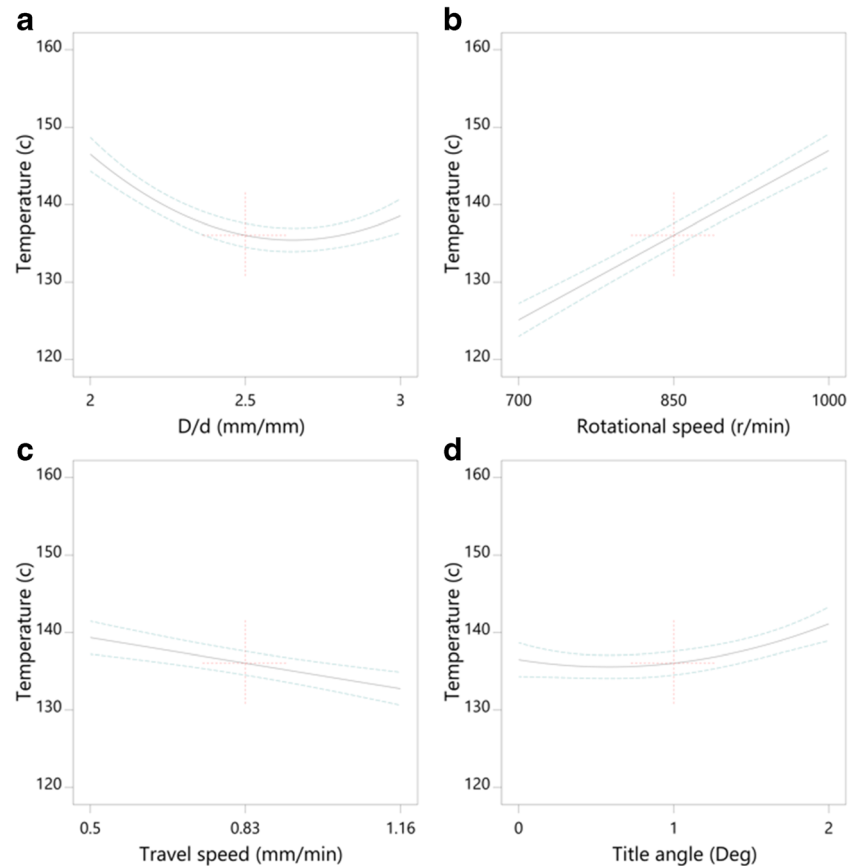 a
160
150
140
130
120
Temperature (c)
2 2.5 3
D/d (mm/mm)
b
160
150
140
130
120
Temperature (c)
700 850 1000
Rotational speed (r/min)
c
160
150
140
130
120
Temperature (c)
0.5 0.83 1.16
Travel speed (mm/min)
d
160
150
140
130
120
Temperature (c)
0 1 2
Title angle (Deg)